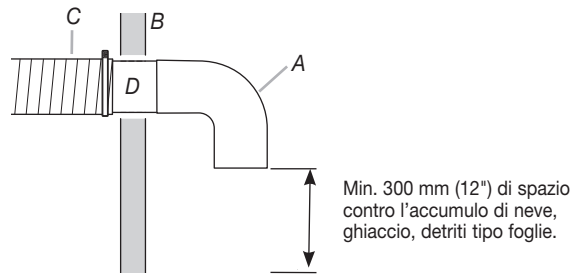 C
B
A
D
Min. 300 mm (12") di spazio
contro l'accumulo di neve,
ghiaccio, detriti tipo foglie.